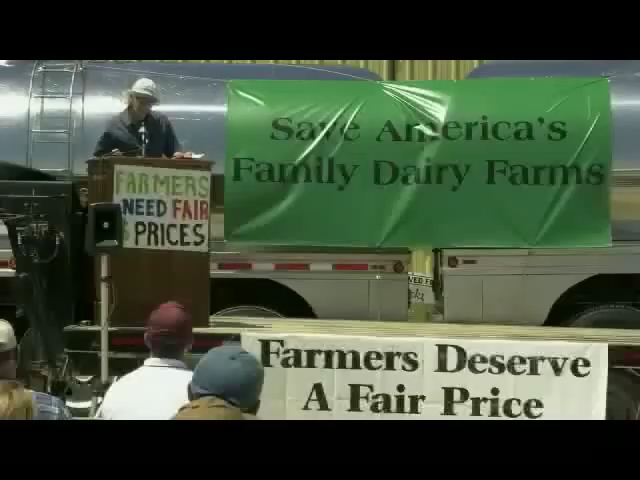 Save America's
Family Dairy Farms
FARMERS
NEED FAIR
$ PRICES
Farmers Deserve
A Fair Price